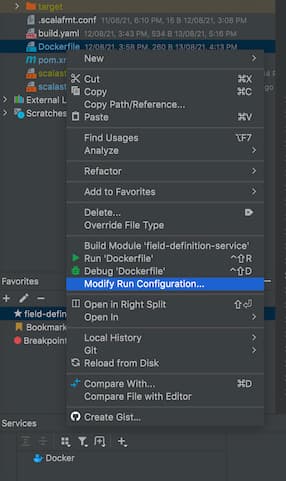 target
.scalafmt.conf 11/08/21, 6:10 PM, 16 B 12/08/21, 3:08 PM
build.yaml 12/08/21, 3:43 PM, 534 B 13/08/21, 3:12 PM
Dockerfile 12/08/21, 3:58 PM, 260 B 13/08/21, 4:13 PM
pom.xm
scalast
scalast
External L
Scratches
New
Cut ⌘X
Copy ⌘C
Copy Path/Reference...
Paste ⌘V
Find Usages ⌥F7
Analyze
Refactor
Add to Favorites
Delete...
Override File Type
Build Module 'field-definition-service'
Run 'Dockerfile' ^⇧R
Debug 'Dockerfile' ^⇧D
Modify Run Configuration...
Open in Right Split ⇧⏎
Open In
Local History
Git
Reload from Disk
Compare With... ⌘D
Compare File with Editor
Create Gist...
Favorites
field-defin
Bookmar
Breakpoint
Services
Docker